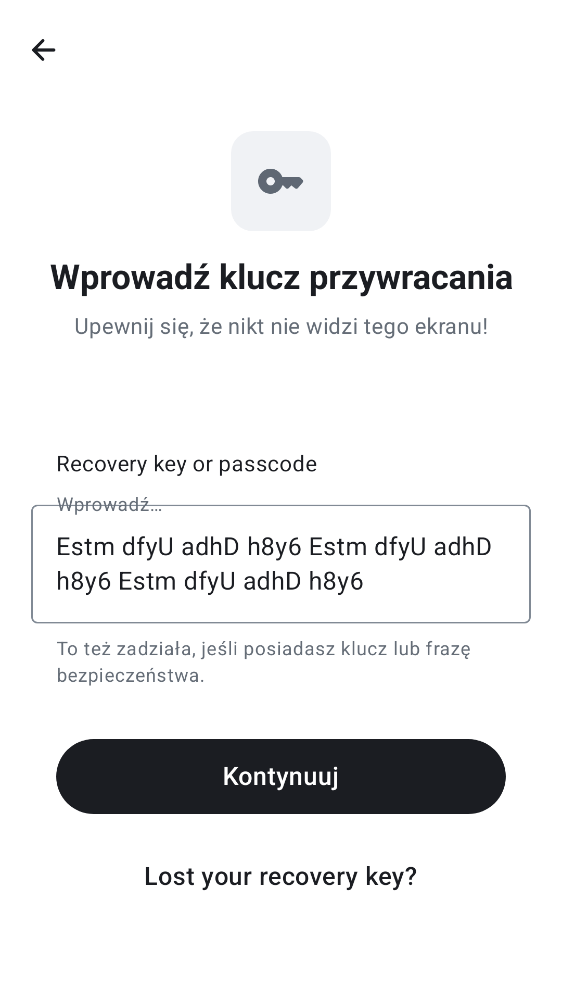 Wprowadź klucz przywracania
Upewnij się, że nikt nie widzi tego ekranu!
Recovery key or passcode
Wprowadź…
Estm dfyU adhD h8y6 Estm dfyU adhD
h8y6 Estm dfyU adhD h8y6
To też zadziała, jeśli posiadasz klucz lub frazę
bezpieczeństwa.
Kontynuuj
Lost your recovery key?